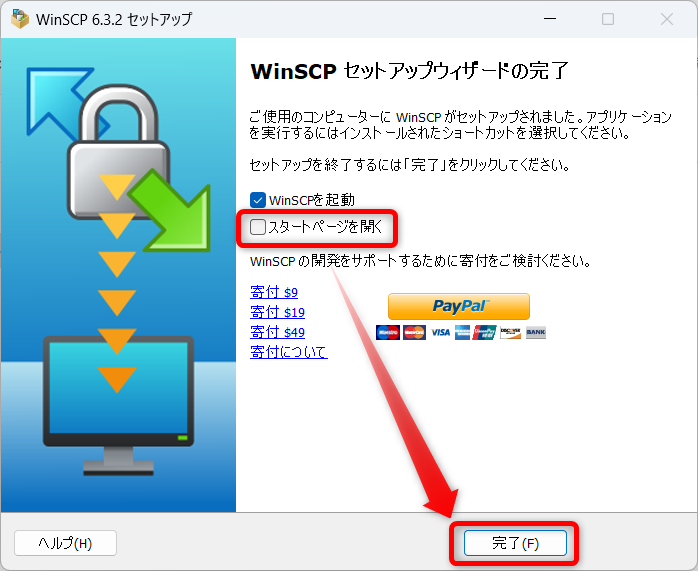 WinSCP 6.3.2 セットアップ
WinSCP セットアップウィザードの完了
ご使用のコンピューターに WinSCP がセットアップされました。アプリケーション
を実行するにはインストールされたショートカットを選択してください。
セットアップを終了するには「完了」をクリックしてください。
WinSCPを起動
スタートページを開く
WinSCP の開発をサポートするために寄付をご検討ください。
寄付 $9
寄付 $19
寄付 $49
寄付について
PayPal
Maestro MasterCard VISA DISCOVER BANK
ヘルプ(H)
完了(F)